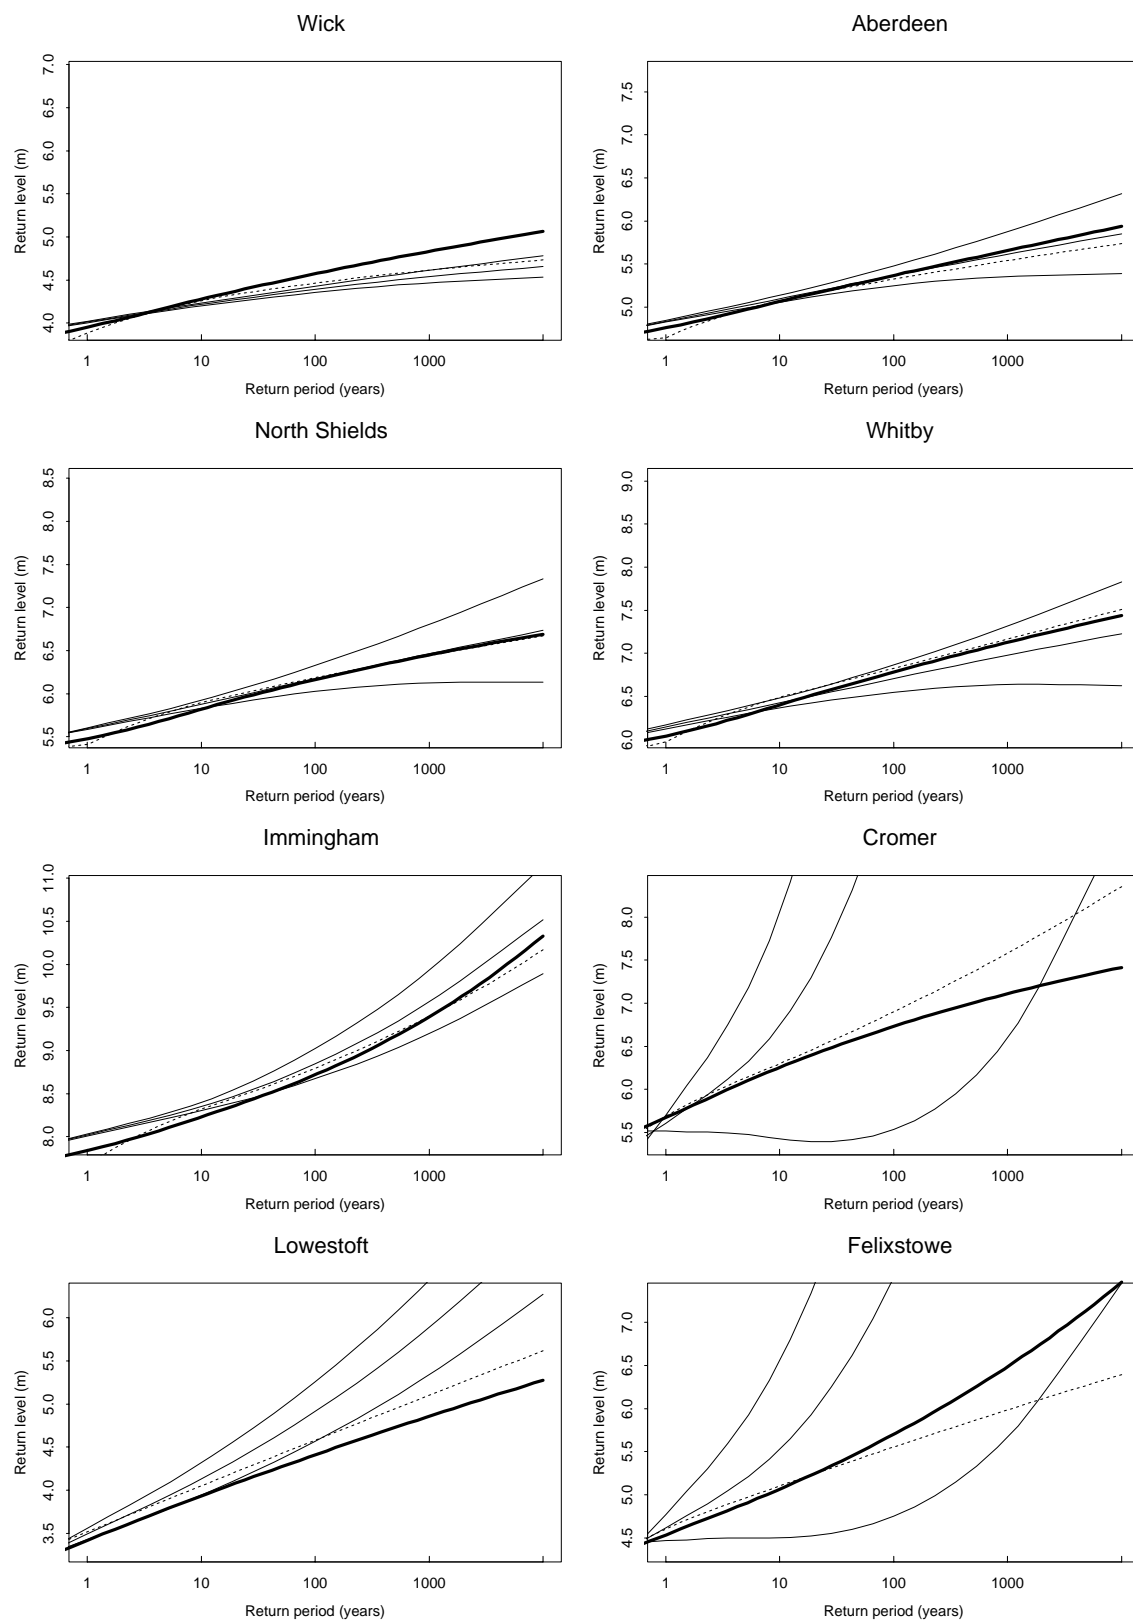 Wick
Return level (m)
4.0 4.5 5.0 5.5 6.0 6.5 7.0
1 10 100 1000
Return period (years)
Aberdeen
Return level (m)
5.0 5.5 6.0 6.5 7.0 7.5
1 10 100 1000
Return period (years)
North Shields
Return level (m)
5.5 6.0 6.5 7.0 7.5 8.0 8.5
1 10 100 1000
Return period (years)
Whitby
Return level (m)
6.0 6.5 7.0 7.5 8.0 8.5 9.0
1 10 100 1000
Return period (years)
Immingham
Return level (m)
8.0 8.5 9.0 9.5 10.0 10.5 11.0
1 10 100 1000
Return period (years)
Cromer
Return level (m)
5.5 6.0 6.5 7.0 7.5 8.0
1 10 100 1000
Return period (years)
Lowestoft
Return level (m)
3.5 4.0 4.5 5.0 5.5 6.0
1 10 100 1000
Return period (years)
Felixstowe
Return level (m)
4.5 5.0 5.5 6.0 6.5 7.0
1 10 100 1000
Return period (years)